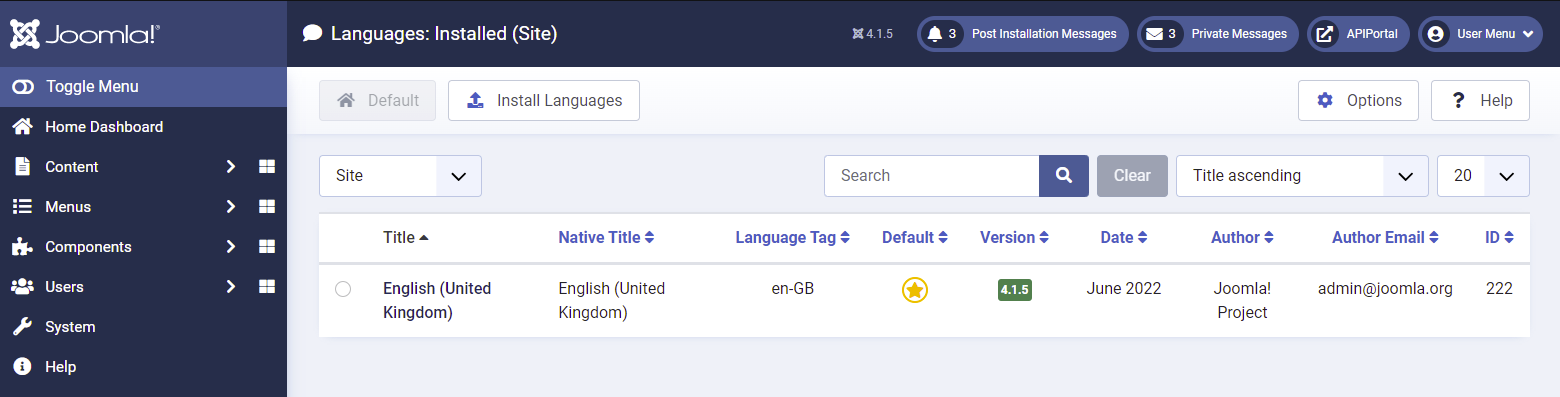 Joomla!®
Languages: Installed (Site)
4.1.5
3 Post Installation Messages
3 Private Messages
APIPortal
User Menu
Toggle Menu
Home Dashboard
Content
Menus
Components
Users
System
Help
Default
Install Languages
Options
? Help
Site
Search
Clear
Title ascending
20
Title Native Title Language Tag Default Version Date Author Author Email ID
English (United English (United en-GB 4.1.5 June 2022 Joomla! admin@joomla.org 222
Kingdom) Kingdom) Project